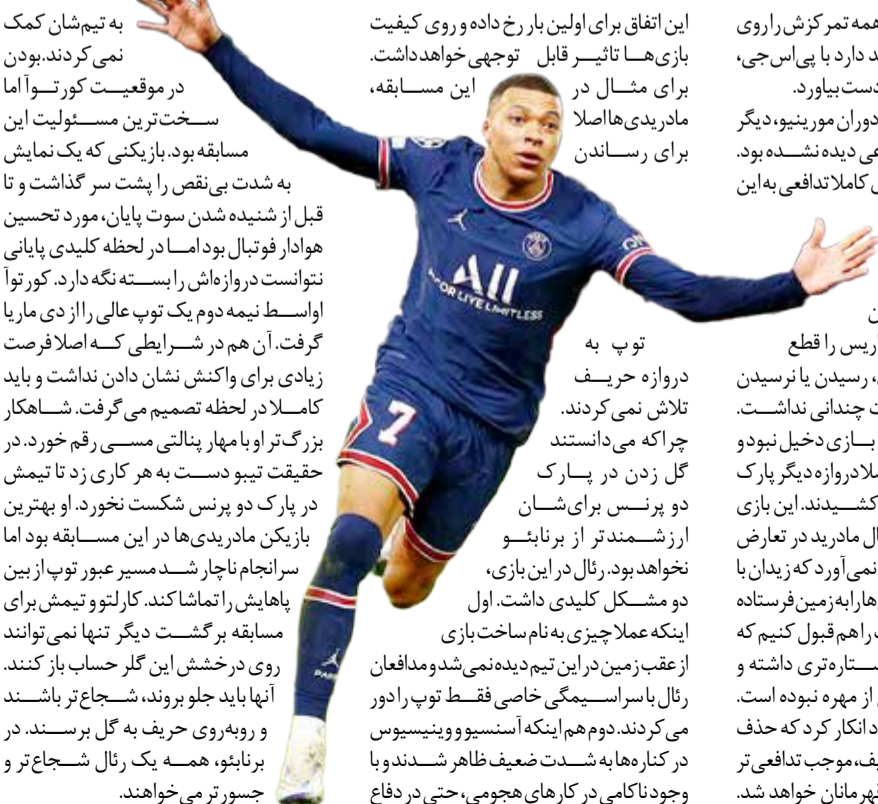 همه تمرکزش را روی
د دارد با پی‌اس‌جی،
دست بیاورد.
دوران مورینیو، دیگر
عی دیده نشده بود.
کاملا تدافعی به این
ن
اریس را قطع
، رسیدن یا نرسیدن
ت چندانی نداشت.
بازی دخیل نبود و
ملا دروازه دیگر پارک
کشیدند. این بازی
ال مادرید در تعارض
نمی‌آورد که زیدان با
ها را به زمین فرستاده
را هم قبول کنیم که
ستاره‌تری داشته و
از مهره نبوده است.
د انکار کرد که حذف
یف، موجب تدافعی‌تر
هرمانان خواهد شد.
این اتفاق برای اولین بار رخ داده و روی کیفیت
بازی‌ها تاثیر قابل توجهی خواهد داشت.
برای مثال در این مسابقه،
مادریدی‌ها اصلا
برای رساندن
توپ به
دروازه حریف
تلاش نمی‌کردند.
چراکه می‌دانستند
گل زدن در پارک
دو پرنس برای‌شان
ارزشمندتر از برنابئو
نخواهد بود. رئال در این بازی،
دو مشکل کلیدی داشت. اول
اینکه عملا چیزی به نام ساخت بازی
از عقب زمین در این تیم دیده نمی‌شد و مدافعان
رئال با سراسیمگی خاصی فقط توپ را دور
می‌کردند. دوم هم اینکه آسنسیو و وینیسیوس
در کناره‌ها به شدت ضعیف ظاهر شدند و با
وجود ناکامی در کارهای هجومی، حتی در دفاع
به تیم‌شان کمک
نمی‌کردند. بودن
در موقعیت کورتوآ اما
سخت‌ترین مسئولیت این
مسابقه بود. بازیکنی که یک نمایش
به شدت بی‌نقص را پشت سر گذاشت و تا
قبل از شنیده شدن سوت پایان، مورد تحسین
هوادار فوتبال بود اما در لحظه کلیدی پایانی
نتوانست دروازه‌اش را بسته نگه دارد. کورتوآ
اواسط نیمه دوم یک توپ عالی را از دی ماریا
گرفت. آن هم در شرایطی که اصلا فرصت
زیادی برای واکنش نشان دادن نداشت و باید
کاملا در لحظه تصمیم می‌گرفت. شاهکار
بزرگ‌تر او با مهار پنالتی مسی رقم خورد. در
حقیقت تیبو دست به هر کاری زد تا تیمش
در پارک دو پرنس شکست نخورد. او بهترین
بازیکن مادریدی‌ها در این مسابقه بود اما
سرانجام ناچار شد مسیر عبور توپ از بین
پاهایش را تماشا کند. کارلتو و تیمش برای
مسابقه برگشت دیگر تنها نمی‌توانند
روی درخشش این گلر حساب باز کنند.
آنها باید جلو بروند، شجاع‌تر باشند
و روبه‌روی حریف به گل برسند. در
برنابئو، همه یک رئال شجاع‌تر و
جسورتر می‌خواهند.
ALL
ACCOR LIVE LIMITLESS
7